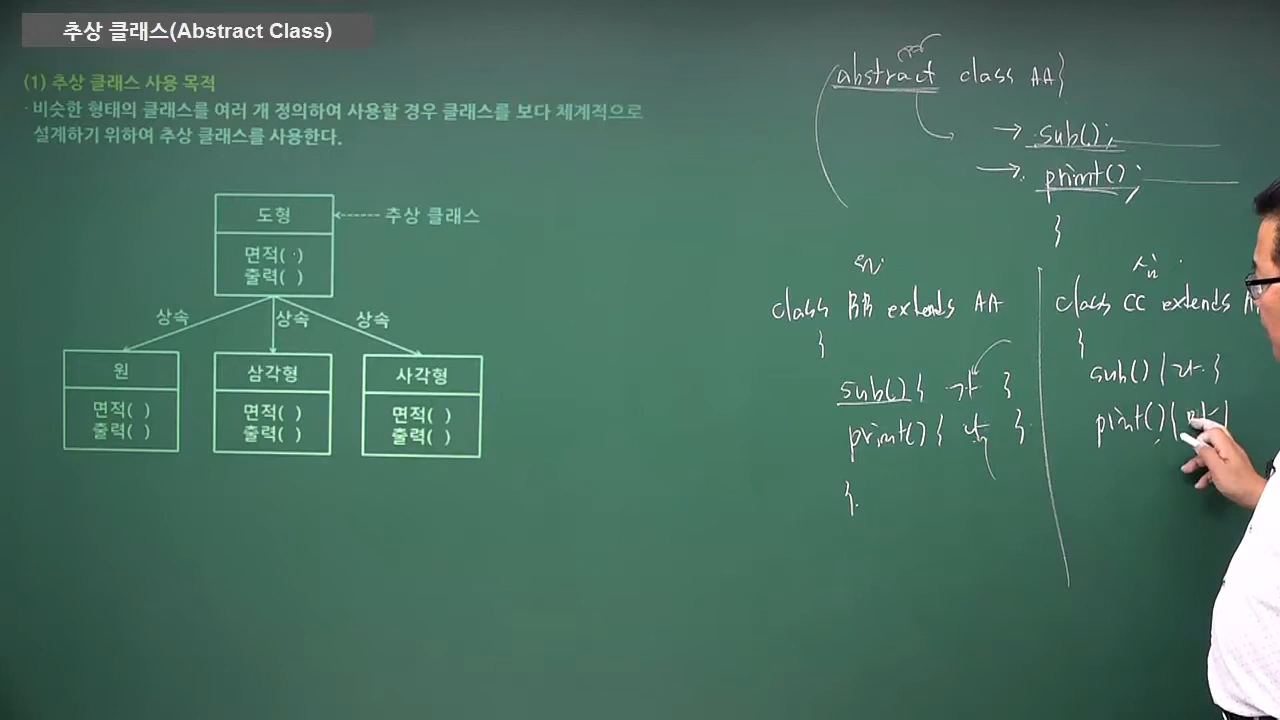 추상 클래스(Abstract Class)
(1) 추상 클래스 사용 목적
· 비슷한 형태의 클래스를 여러 개 정의하여 사용할 경우 클래스를 보다 체계적으로
설계하기 위하여 추상 클래스를 사용한다.
도형
추상 클래스
면적( )
출력( )
상속 상속 상속
원 삼각형 사각형
면적( ) 면적( ) 면적( )
출력( ) 출력( ) 출력( )
abstract class AA{
sub();
print();
}
class BB extends AA
{
sub() { 가 }
print() { 나 }
}
class CC extends
{
sub() { 다 }
print() {